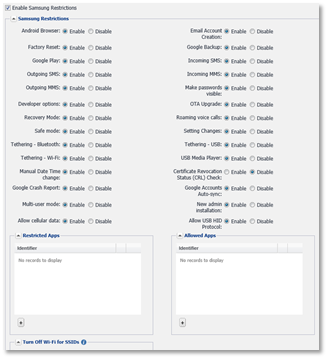 Enable Samsung Restrictions
Samsung Restrictions
Android Browser: Enable Disable
Email Account Creation: Enable Disable
Factory Reset: Enable Disable
Google Backup: Enable Disable
Google Play: Enable Disable
Incoming SMS: Enable Disable
Outgoing SMS: Enable Disable
Incoming MMS: Enable Disable
Outgoing MMS: Enable Disable
Make passwords visible: Enable Disable
Developer options: Enable Disable
OTA Upgrade: Enable Disable
Recovery Mode: Enable Disable
Roaming voice calls: Enable Disable
Safe mode: Enable Disable
Setting Changes: Enable Disable
Tethering - Bluetooth: Enable Disable
Tethering - USB: Enable Disable
Tethering - Wi-Fi: Enable Disable
USB Media Player: Enable Disable
Manual Date Time change: Enable Disable
Certificate Revocation Status (CRL) Check: Enable Disable
Google Crash Report: Enable Disable
Google Accounts Auto-sync: Enable Disable
Multi-user mode: Enable Disable
New admin installation: Enable Disable
Allow cellular data: Enable Disable
Allow USB HID Protocol: Enable Disable
Restricted Apps
Allowed Apps
Identifier
Identifier
No records to display
No records to display
Turn Off Wi-Fi for SSIDs